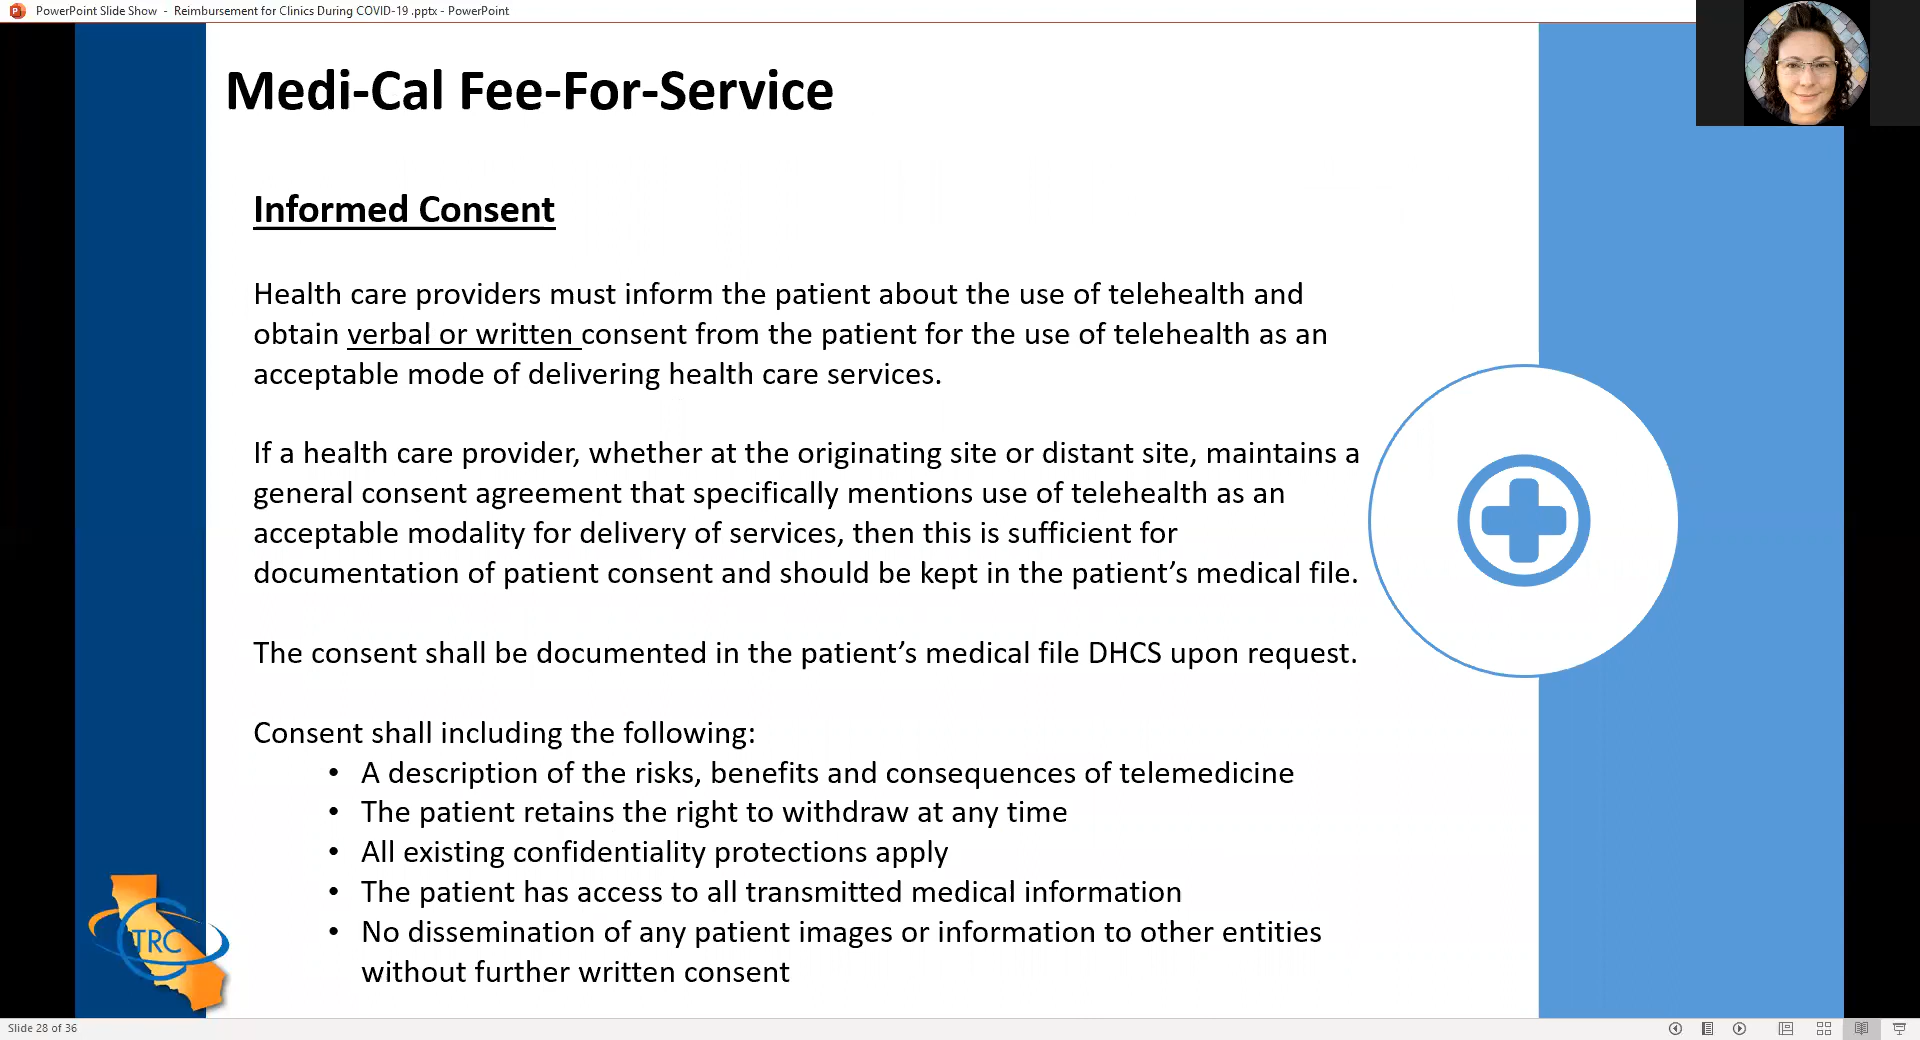 PowerPoint Slide Show - Reimbursement for Clinics During COVID-19 .pptx - PowerPoint
Medi-Cal Fee-For-Service
Informed Consent
Health care providers must inform the patient about the use of telehealth and
obtain verbal or written consent from the patient for the use of telehealth as an
acceptable mode of delivering health care services.
If a health care provider, whether at the originating site or distant site, maintains a
general consent agreement that specifically mentions use of telehealth as an
acceptable modality for delivery of services, then this is sufficient for
documentation of patient consent and should be kept in the patient’s medical file.
The consent shall be documented in the patient’s medical file DHCS upon request.
Consent shall including the following:
• A description of the risks, benefits and consequences of telemedicine
• The patient retains the right to withdraw at any time
• All existing confidentiality protections apply
• The patient has access to all transmitted medical information
• No dissemination of any patient images or information to other entities
without further written consent
TRC
Slide 28 of 36